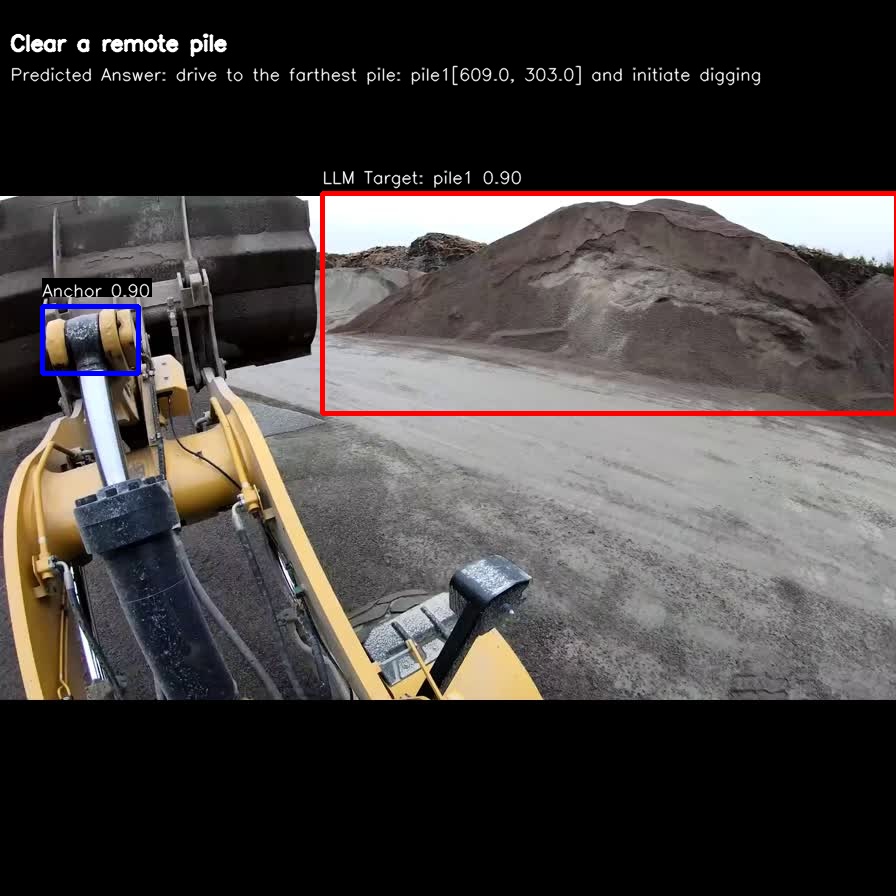 Clear a remote pile
Predicted Answer: drive to the farthest pile: pile1[609.0, 303.0] and initiate digging
LLM Target: pile1 0.90
Anchor 0.90